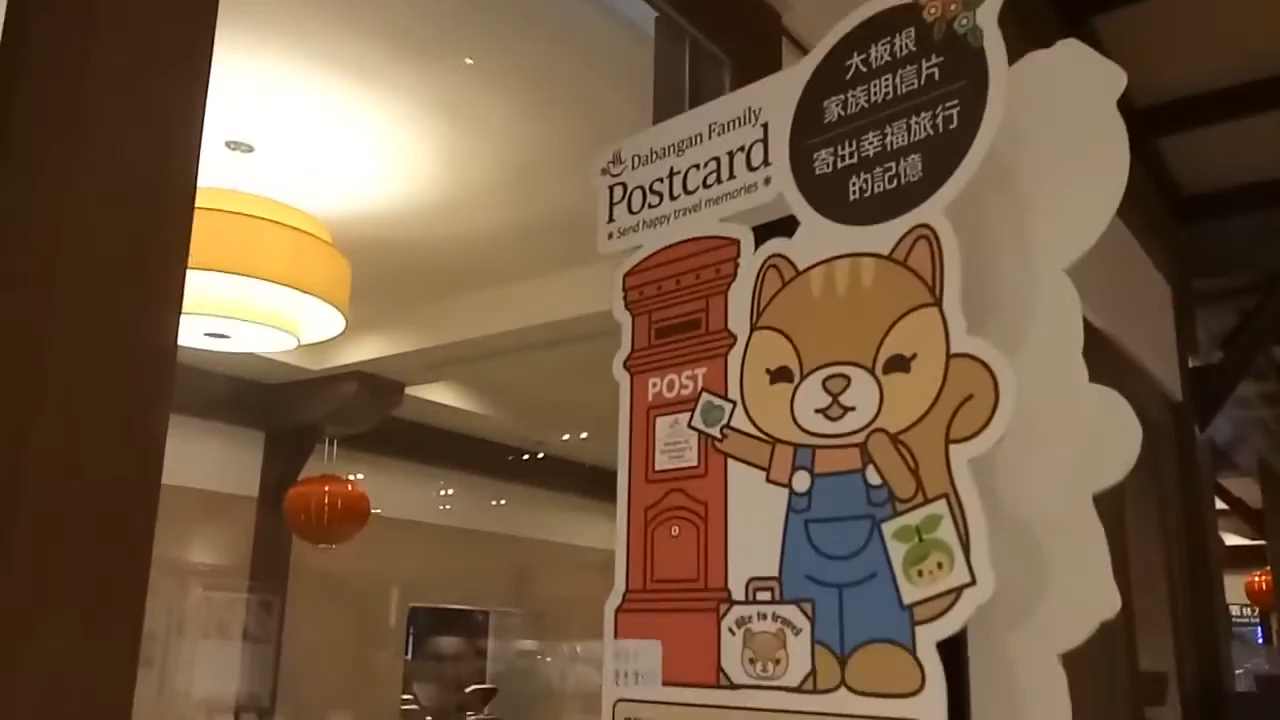 大板根
家族明信片
寄出幸福旅行
的記憶
Dabangan Family
Postcard
Send happy travel memories
POST
I like to travel